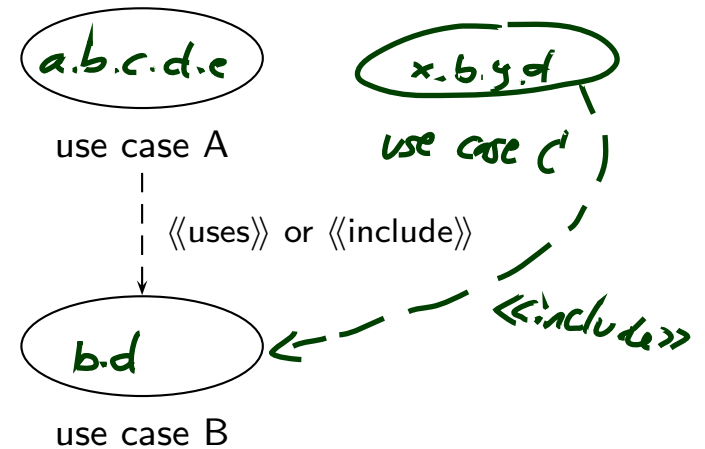 a.b.c.d.e
x.b.y.d
use case A
use case C
⟪uses⟫ or ⟪include⟫
<<include>>
b.d
use case B